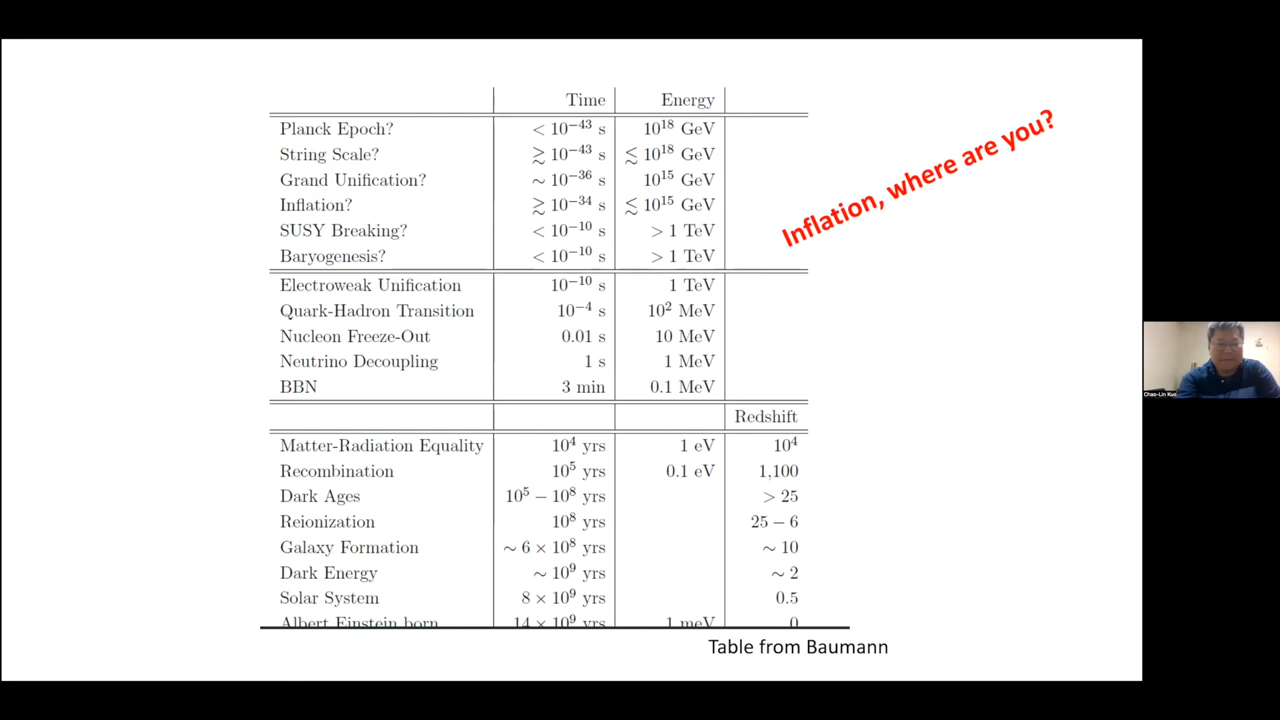 Time Energy
Planck Epoch? < 10⁻⁴³ s 10¹⁸ GeV
String Scale? ≳ 10⁻⁴³ s ≲ 10¹⁸ GeV
Grand Unification? ∼ 10⁻³⁶ s 10¹⁵ GeV
Inflation? ≳ 10⁻³⁴ s ≲ 10¹⁵ GeV
SUSY Breaking? < 10⁻¹⁰ s > 1 TeV
Baryogenesis? < 10⁻¹⁰ s > 1 TeV
Electroweak Unification 10⁻¹⁰ s 1 TeV
Quark-Hadron Transition 10⁻⁴ s 10² MeV
Nucleon Freeze-Out 0.01 s 10 MeV
Neutrino Decoupling 1 s 1 MeV
BBN 3 min 0.1 MeV
Redshift
Matter-Radiation Equality 10⁴ yrs 1 eV 10⁴
Recombination 10⁵ yrs 0.1 eV 1,100
Dark Ages 10⁵ − 10⁸ yrs > 25
Reionization 10⁸ yrs 25 − 6
Galaxy Formation ∼ 6 × 10⁸ yrs ∼ 10
Dark Energy ∼ 10⁹ yrs ∼ 2
Solar System 8 × 10⁹ yrs 0.5
Albert Einstein born 14 × 10⁹ yrs 1 meV 0
Inflation, where are you?
Table from Baumann
Chao-Lin Kuo